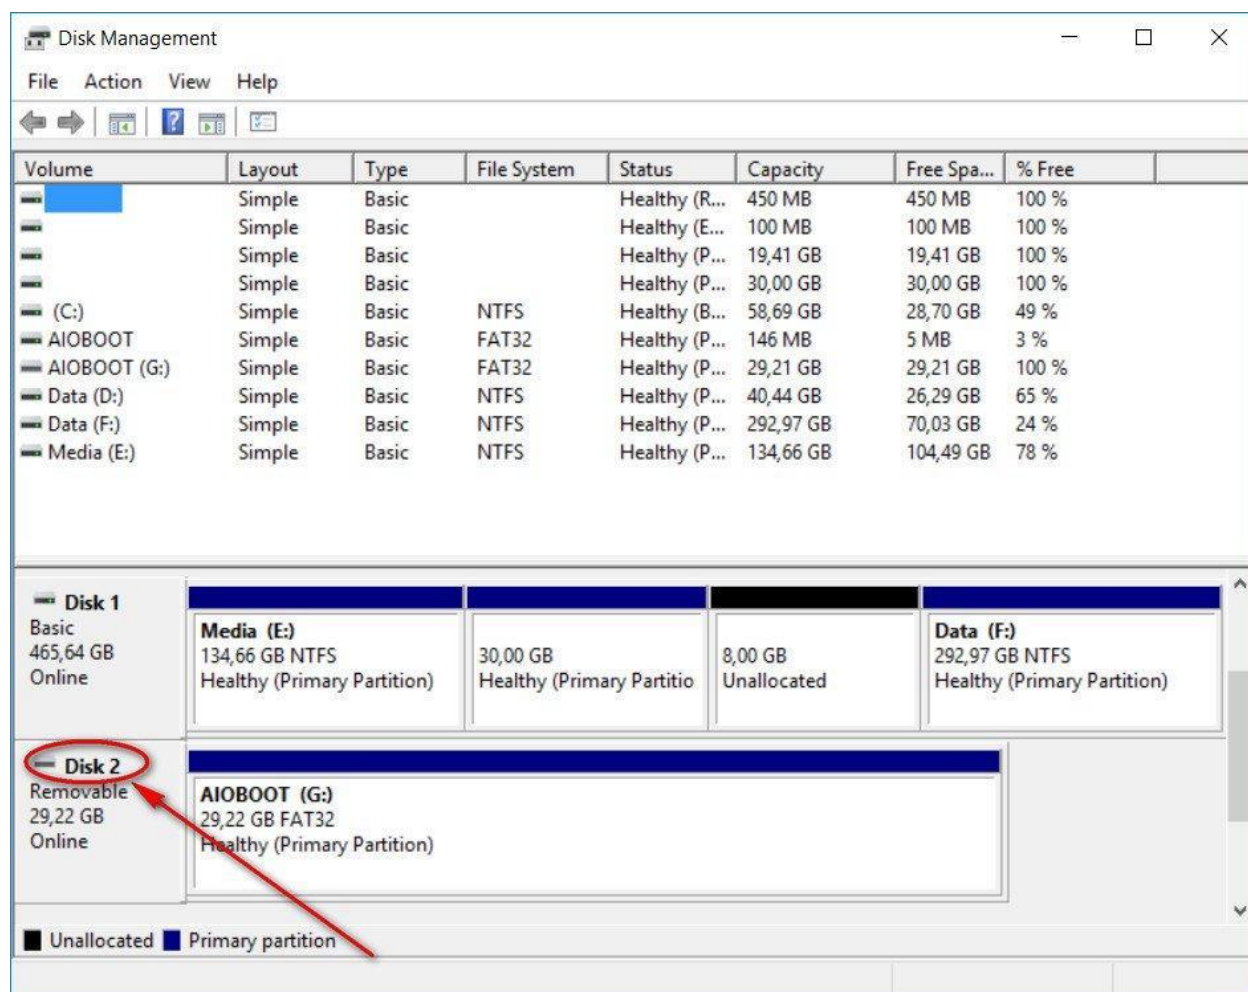 Disk Management
File Action View Help
Volume Layout Type File System Status Capacity Free Spa... % Free
Simple Basic Healthy (R... 450 MB 450 MB 100 %
Simple Basic Healthy (E... 100 MB 100 MB 100 %
Simple Basic Healthy (P... 19,41 GB 19,41 GB 100 %
Simple Basic Healthy (P... 30,00 GB 30,00 GB 100 %
(C:) Simple Basic NTFS Healthy (B... 58,69 GB 28,70 GB 49 %
AIOBOOT Simple Basic FAT32 Healthy (P... 146 MB 5 MB 3 %
AIOBOOT (G:) Simple Basic FAT32 Healthy (P... 29,21 GB 29,21 GB 100 %
Data (D:) Simple Basic NTFS Healthy (P... 40,44 GB 26,29 GB 65 %
Data (F:) Simple Basic NTFS Healthy (P... 292,97 GB 70,03 GB 24 %
Media (E:) Simple Basic NTFS Healthy (P... 134,66 GB 104,49 GB 78 %
Disk 1
Basic
465,64 GB
Online
Media (E:)
134,66 GB NTFS
Healthy (Primary Partition)
30,00 GB
Healthy (Primary Partitio
8,00 GB
Unallocated
Data (F:)
292,97 GB NTFS
Healthy (Primary Partition)
Disk 2
Removable
29,22 GB
Online
AIOBOOT (G:)
29,22 GB FAT32
Healthy (Primary Partition)
Unallocated Primary partition